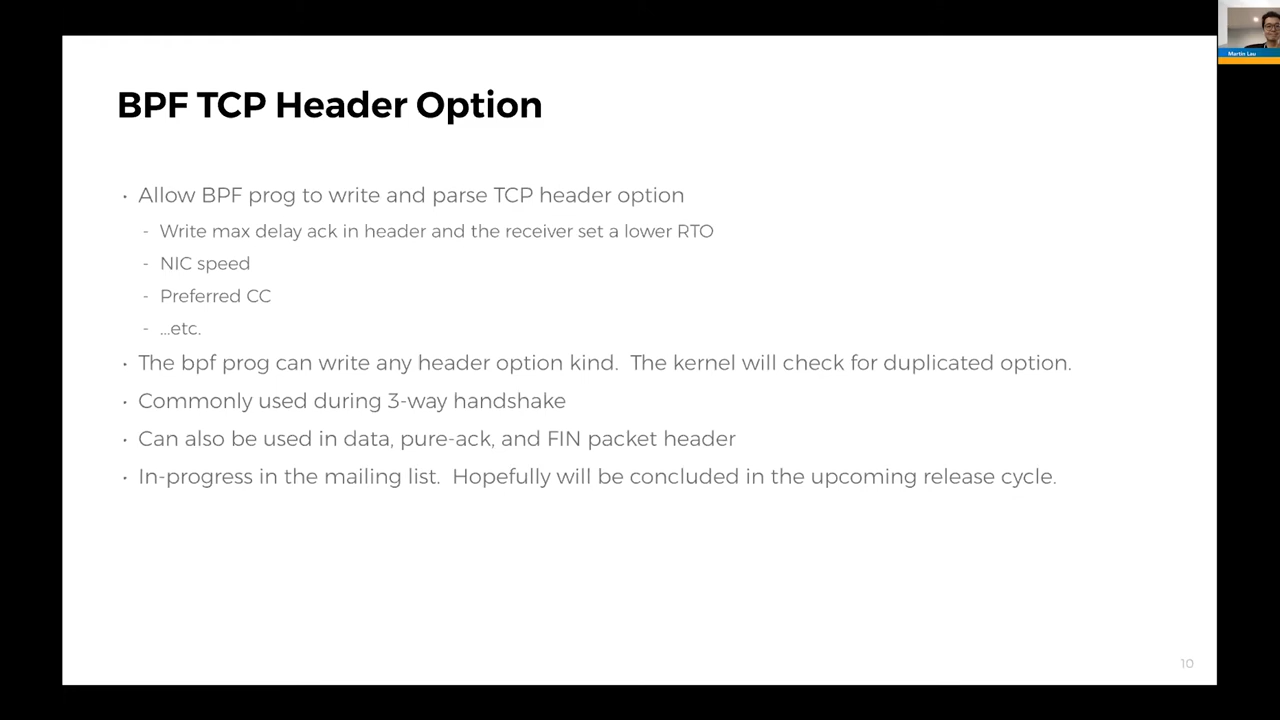 Martin Lau
BPF TCP Header Option
• Allow BPF prog to write and parse TCP header option
- Write max delay ack in header and the receiver set a lower RTO
- NIC speed
- Preferred CC
- ...etc.
• The bpf prog can write any header option kind.  The kernel will check for duplicated option.
• Commonly used during 3-way handshake
• Can also be used in data, pure-ack, and FIN packet header
• In-progress in the mailing list.  Hopefully will be concluded in the upcoming release cycle.
10